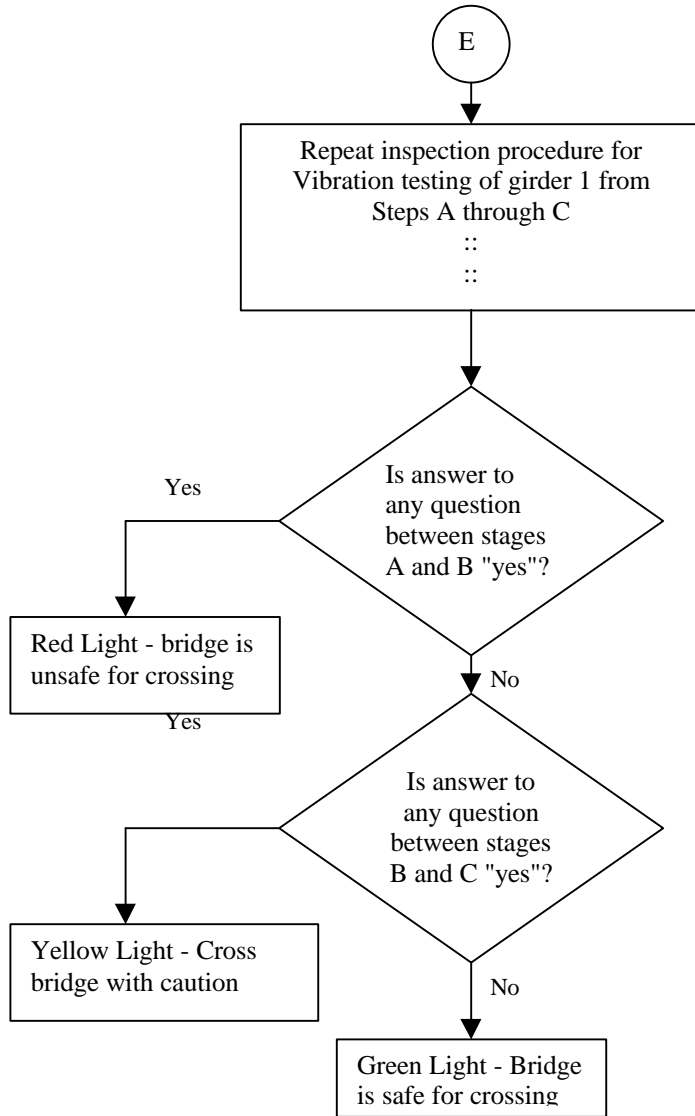 E
Repeat inspection procedure for
Vibration testing of girder 1 from
Steps A through C
::
::
Is answer to
any question
between stages
A and B "yes"?
Yes
Red Light - bridge is
unsafe for crossing
No
Yes
Is answer to
any question
between stages
B and C "yes"?
Yellow Light - Cross
bridge with caution
No
Green Light - Bridge
is safe for crossing